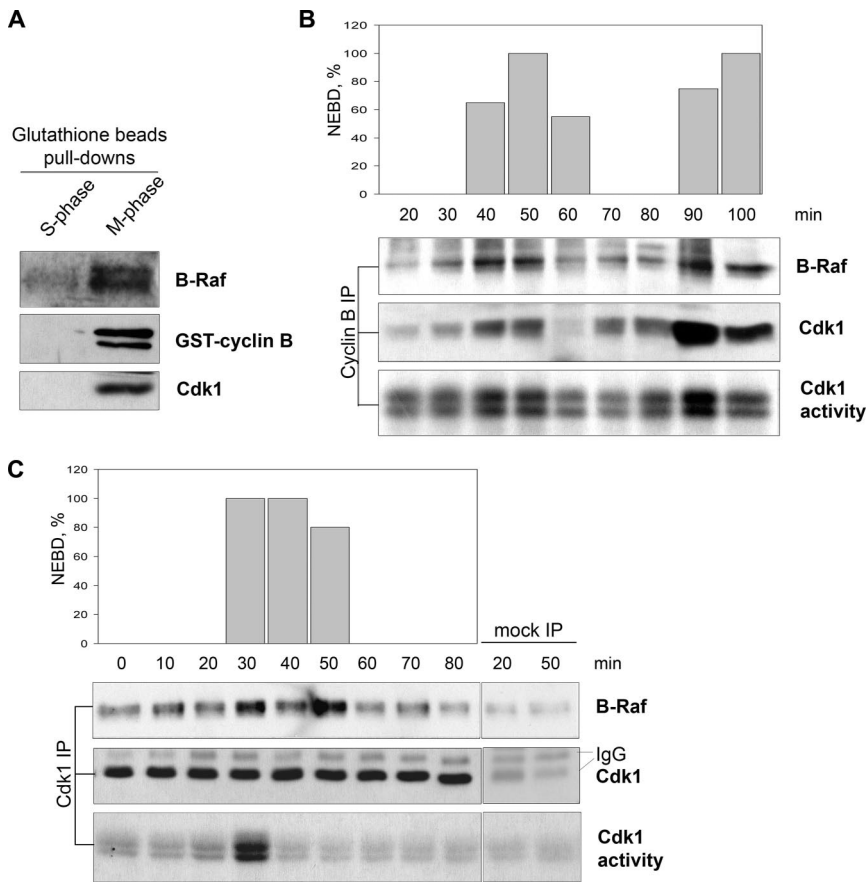 A
Glutathione beads
pull-downs
S-phase
M-phase
B-Raf
GST-cyclin B
Cdk1
B
NEBD, %
120
100
80
60
40
20
0
20 30 40 50 60 70 80 90 100 min
Cyclin B IP
B-Raf
Cdk1
Cdk1
activity
C
NEBD, %
120
100
80
60
40
20
0
mock IP
0 10 20 30 40 50 60 70 80 min 20 50
Cdk1 IP
B-Raf
IgG
Cdk1
Cdk1
activity